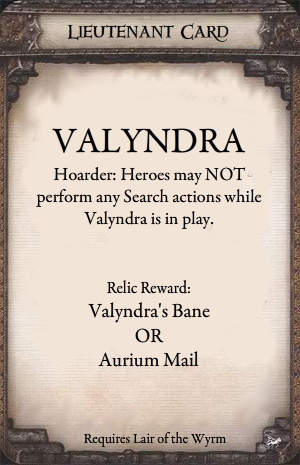 LIEUTENANT CARD
VALYNDRA
Hoarder: Heroes may NOT
perform any Search actions while
Valyndra is in play.
Relic Reward:
Valyndra's Bane
OR
Aurium Mail
Requires Lair of the Wyrm